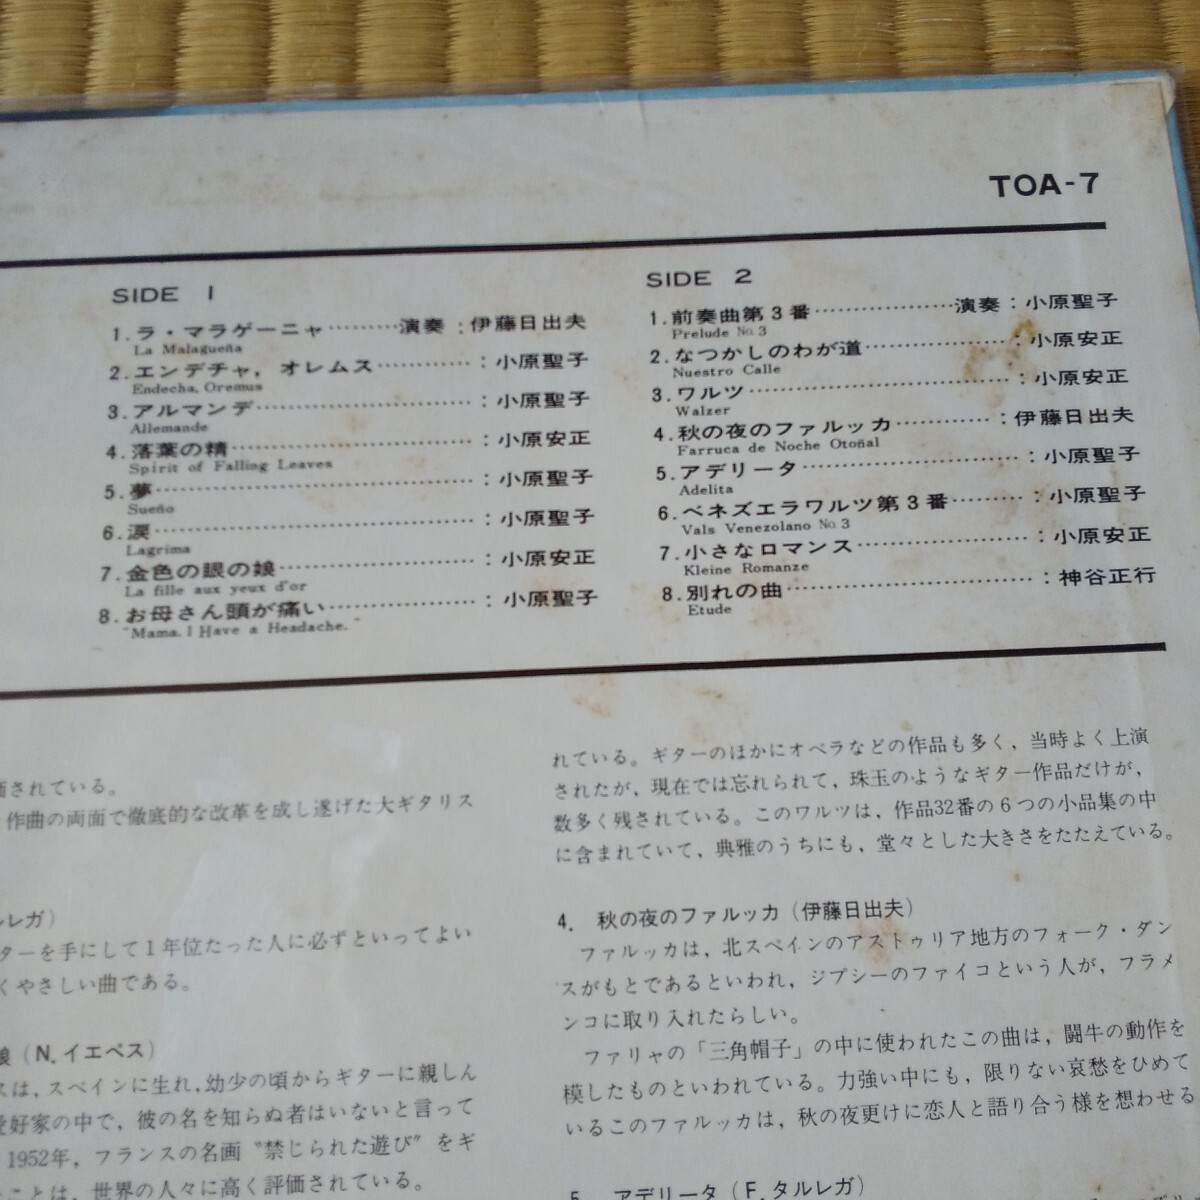 TOA-7
SIDE 1
1. ラ・マラゲーニャ………演奏：伊藤日出夫
La Malagueña
2. エンデチャ，オレムス…………：小原聖子
Endecha, Oremus
3. アルマンデ……………………：小原聖子
Allemande
4. 落葉の精………………………：小原安正
Spirit of Falling Leaves
5. 夢………………………………：小原聖子
Sueño
6. 涙………………………………：小原聖子
Lagrima
7. 金色の眼の娘…………………：小原安正
La fille aux yeux d'or
8. お母さん頭が痛い……………：小原聖子
"Mama. I Have a Headache."
SIDE 2
1. 前奏曲第３番……………演奏：小原聖子
Prelude No.3
2. なつかしのわが道……………：小原安正
Nuestro Calle
3. ワルツ…………………………：小原安正
Walzer
4. 秋の夜のファルッカ…………：伊藤日出夫
Farruca de Noche Otoñal
5. アデリータ……………………：小原聖子
Adelita
6. ベネズエラワルツ第３番………：小原聖子
Vals Venezolano No.3
7. 小さなロマンス………………：小原安正
Kleine Romanze
8. 別れの曲………………………：神谷正行
Etude
されている。
作曲の両面で徹底的な改革を成し遂げた大ギタリス
レガ）
ターを手にして１年位たった人に必ずといってよい
くやさしい曲である。
娘（N.イエペス）
スは，スペインに生れ，幼少の頃からギターに親しん
愛好家の中で，彼の名を知らぬ者はいないと言って
1952年，フランスの名画〝禁じられた遊び〟をギ
ことは，世界の人々に高く評価されている。
れている。ギターのほかにオペラなどの作品も多く，当時よく上演
されたが，現在では忘れられて，珠玉のようなギター作品だけが，
数多く残されている。このワルツは，作品32番の６つの小品集の中
に含まれていて，典雅のうちにも，堂々とした大きさをたたえている。
4. 秋の夜のファルッカ（伊藤日出夫）
ファルッカは，北スペインのアストゥリア地方のフォーク・ダン
スがもとであるといわれ，ジプシーのファイコという人が，フラメ
ンコに取り入れたらしい。
ファリャの「三角帽子」の中に使われたこの曲は，闘牛の動作を
模したものといわれている。力強い中にも，限りない哀愁をひめて
いるこのファルッカは，秋の夜更けに恋人と語り合う様を想わせる
5. アデリータ（F. タルレガ）